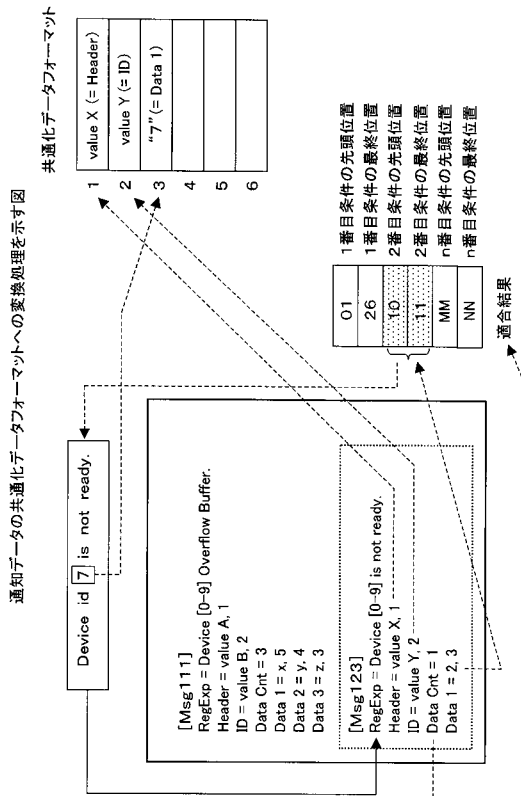 通知データの共通化データフォーマットへの変換処理を示す図
Device id 7 is not ready.
共通化データフォーマット
1 value X (= Header)
2 value Y (= ID)
3 “7” (= Data 1)
4
5
6
[Msg111]
RegExp = Device [0-9] Overflow Buffer.
Header = value A, 1
ID = value B, 2
Data Cnt = 3
Data 1 = x, 5
Data 2 = y, 4
Data 3 = z, 3
[Msg123]
RegExp = Device [0-9] is not ready.
Header = value X, 1
ID = value Y, 2
Data Cnt = 1
Data 1 = 2, 3
01 1番目条件の先頭位置
26 1番目条件の最終位置
10 2番目条件の先頭位置
11 2番目条件の最終位置
MM n番目条件の先頭位置
NN n番目条件の最終位置
適合結果